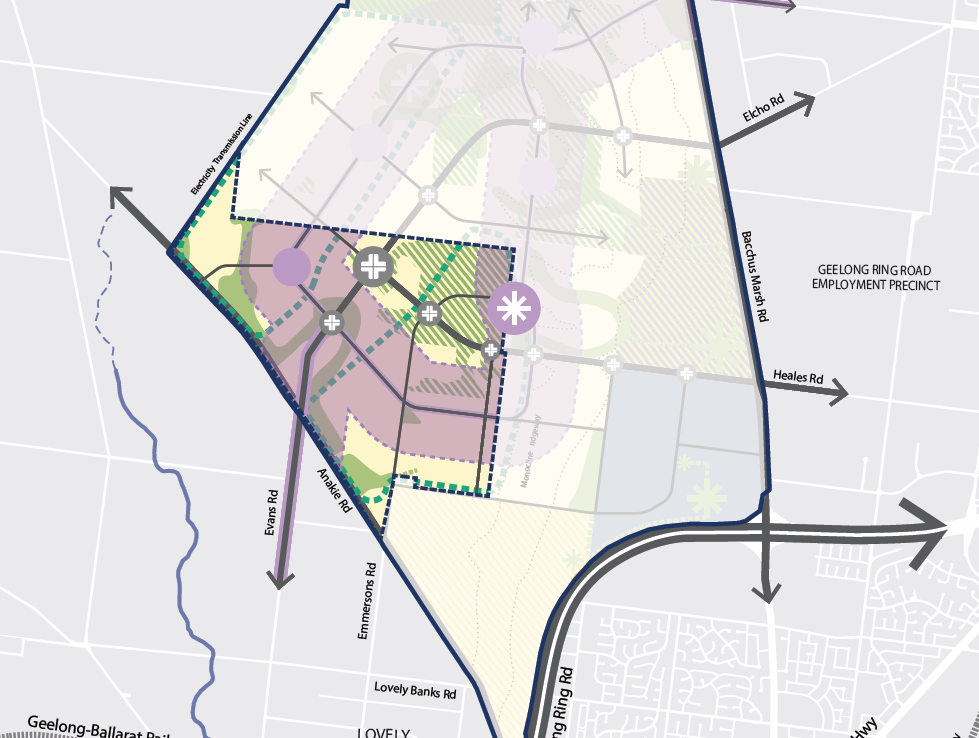 Elcho Rd
Electricity Transmission Line
Bacchus Marsh Rd
GEELONG RING ROAD
EMPLOYMENT PRECINCT
Heales Rd
Evans Rd
Anakie Rd
Emmersons Rd
Lovely Banks Rd
LOVELY
Geelong-Ballarat Rail
Ring Rd
Hwy